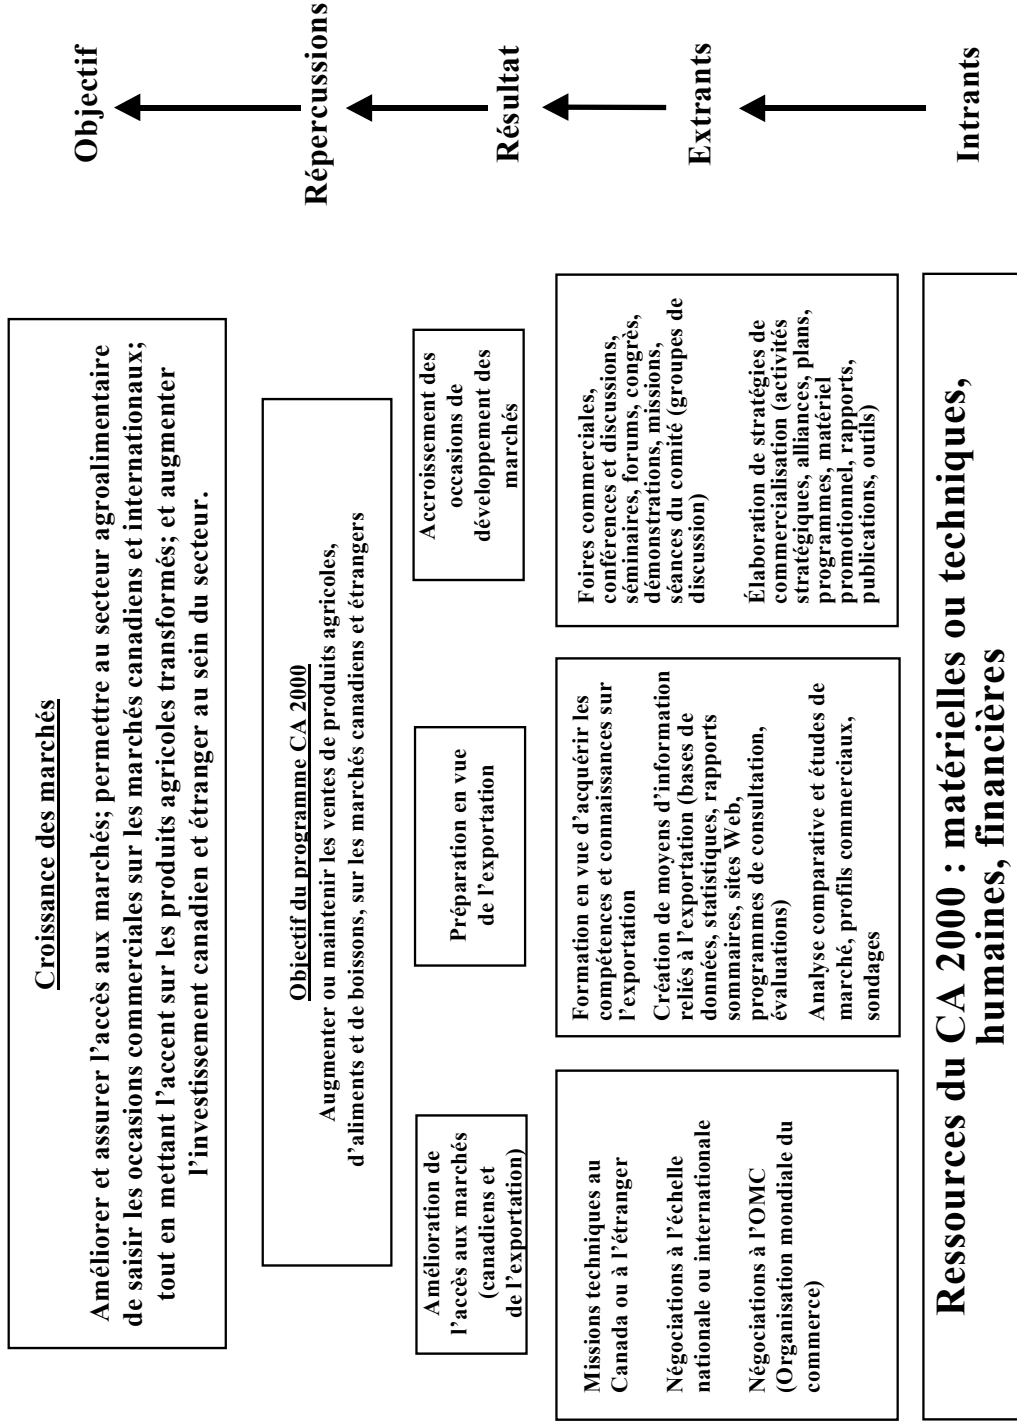 Croissance des marchés
Améliorer et assurer l’accès aux marchés; permettre au secteur agroalimentaire
de saisir les occasions commerciales sur les marchés canadiens et internationaux;
tout en mettant l’accent sur les produits agricoles transformés; et augmenter
l’investissement canadien et étranger au sein du secteur.
Objectif
Objectif du programme CA 2000
Augmenter ou maintenir les ventes de produits agricoles,
d’aliments et de boissons, sur les marchés canadiens et étrangers
Répercussions
Amélioration de
l’accès aux marchés
(canadiens et
de l’exportation)
Préparation en vue
de l’exportation
Accroissement des
occasions de
développement des
marchés
Résultat
Missions techniques au
Canada ou à l’étranger
Négociations à l’échelle
nationale ou internationale
Négociations à l’OMC
(Organisation mondiale du
commerce)
Formation en vue d’acquérir les
compétences et connaissances sur
l’exportation
Création de moyens d’information
reliés à l’exportation (bases de
données, statistiques, rapports
sommaires, sites Web,
programmes de consultation,
évaluations)
Analyse comparative et études de
marché, profils commerciaux,
sondages
Foires commerciales,
conférences et discussions,
séminaires, forums, congrès,
démonstrations, missions,
séances du comité (groupes de
discussion)
Élaboration de stratégies de
commercialisation (activités
stratégiques, alliances, plans,
programmes, matériel
promotionnel, rapports,
publications, outils)
Extrants
Ressources du CA 2000 : matérielles ou techniques,
humaines, financières
Intrants